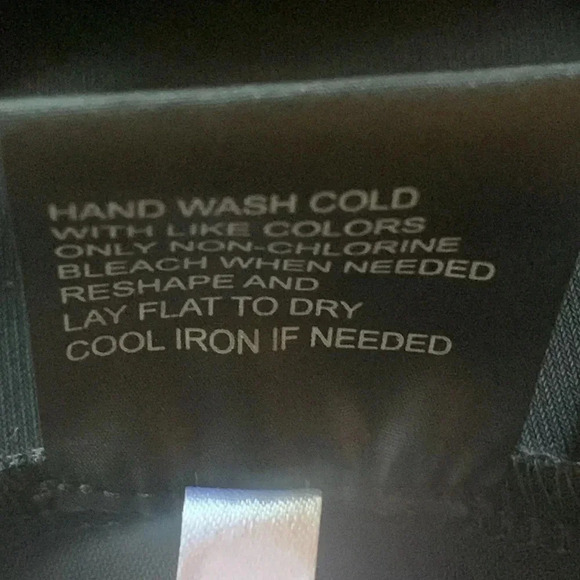 HAND WASH COLD
WITH LIKE COLORS
ONLY NON-CHLORINE
BLEACH WHEN NEEDED
RESHAPE AND
LAY FLAT TO DRY
COOL IRON IF NEEDED